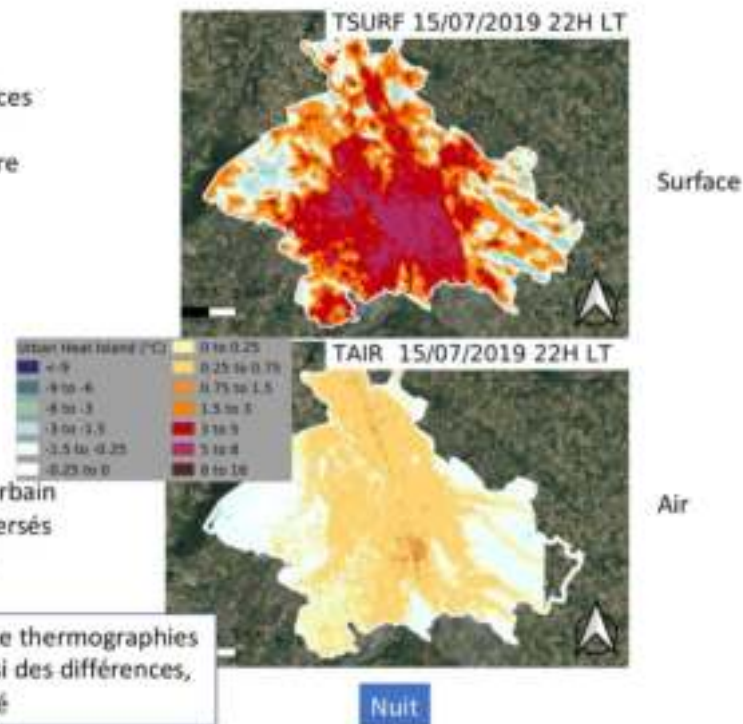 TSURF 15/07/2019 22H LT
ces
re
Surface
Urban Heat Island (°C)
<-9
-9 to -6
-6 to -3
-3 to -1.5
-1.5 to -0.25
-0.25 to 0
0 to 0.25
0.25 to 0.75
0.75 to 1.5
1.5 to 3
3 to 5
5 to 8
8 to 16
TAIR 15/07/2019 22H LT
rbain
ersés
Air
e thermographies
i des différences,
é
Nuit